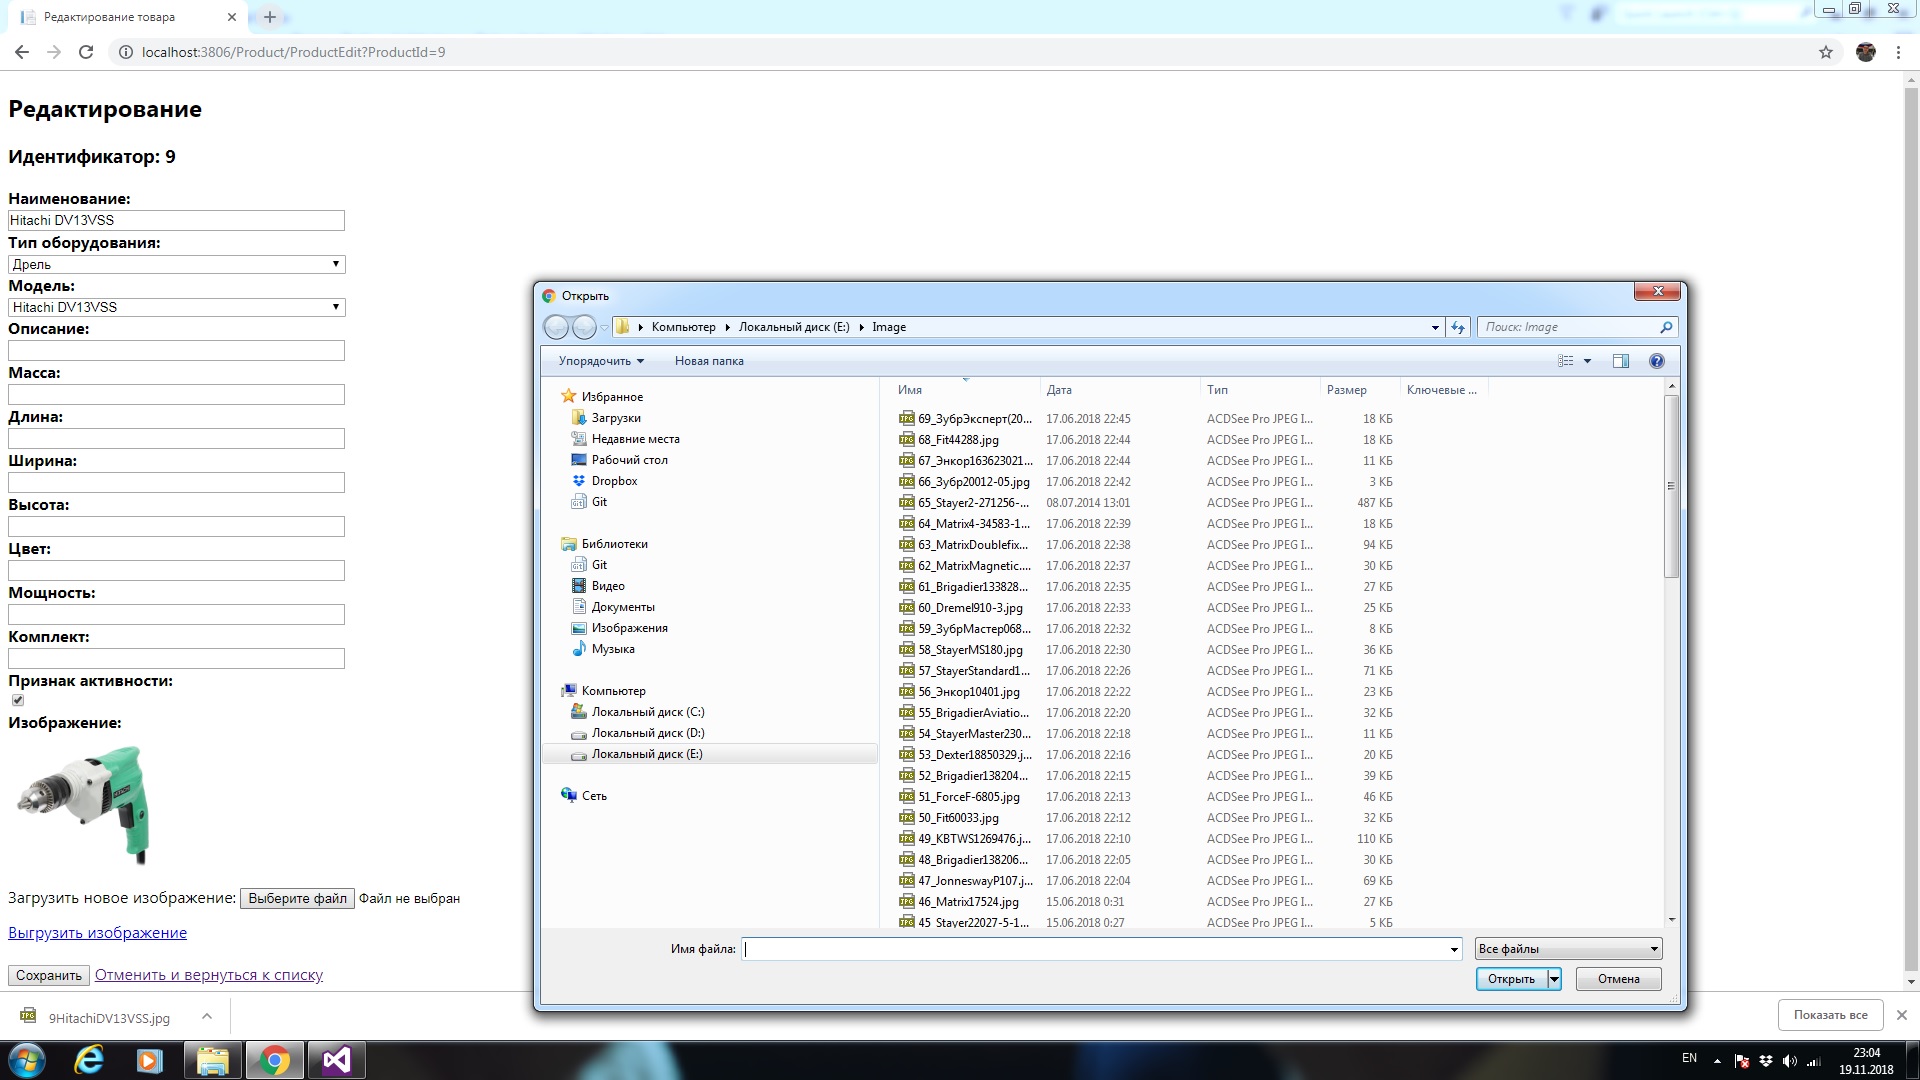 Редактирование товара
localhost:3806/Product/ProductEdit?ProductId=9
Редактирование
Идентификатор: 9
Наименование:
Hitachi DV13VSS
Тип оборудования:
Дрель
Модель:
Hitachi DV13VSS
Описание:
Масса:
Длина:
Ширина:
Высота:
Цвет:
Мощность:
Комплект:
Признак активности:
Изображение:
Загрузить новое изображение: Выберите файл Файл не выбран
Выгрузить изображение
Сохранить Отменить и вернуться к списку
Открыть
Компьютер Локальный диск (E:) Image
Поиск: Image
Упорядочить Новая папка
Избранное
Загрузки
Недавние места
Рабочий стол
Dropbox
Git
Библиотеки
Git
Видео
Документы
Изображения
Музыка
Компьютер
Локальный диск (C:)
Локальный диск (D:)
Локальный диск (E:)
Сеть
Имя Дата Тип Размер Ключевые ...
69_ЗубрЭксперт(20... 17.06.2018 22:45 ACDSee Pro JPEG I... 18 КБ
68_Fit44288.jpg 17.06.2018 22:44 ACDSee Pro JPEG I... 18 КБ
67_Энкор163623021... 17.06.2018 22:44 ACDSee Pro JPEG I... 11 КБ
66_Зубр20012-05.jpg 17.06.2018 22:42 ACDSee Pro JPEG I... 3 КБ
65_Stayer2-271256-... 08.07.2014 13:01 ACDSee Pro JPEG I... 487 КБ
64_Matrix4-34583-1... 17.06.2018 22:39 ACDSee Pro JPEG I... 18 КБ
63_MatrixDoublefix... 17.06.2018 22:38 ACDSee Pro JPEG I... 94 КБ
62_MatrixMagnetic.... 17.06.2018 22:37 ACDSee Pro JPEG I... 30 КБ
61_Brigadier133828... 17.06.2018 22:35 ACDSee Pro JPEG I... 27 КБ
60_Dremel910-3.jpg 17.06.2018 22:33 ACDSee Pro JPEG I... 25 КБ
59_ЗубрМастер068... 17.06.2018 22:32 ACDSee Pro JPEG I... 8 КБ
58_StayerMS180.jpg 17.06.2018 22:30 ACDSee Pro JPEG I... 36 КБ
57_StayerStandard1... 17.06.2018 22:26 ACDSee Pro JPEG I... 71 КБ
56_Энкор10401.jpg 17.06.2018 22:22 ACDSee Pro JPEG I... 23 КБ
55_BrigadierAviatio... 17.06.2018 22:20 ACDSee Pro JPEG I... 32 КБ
54_StayerMaster230... 17.06.2018 22:18 ACDSee Pro JPEG I... 11 КБ
53_Dexter18850329.j... 17.06.2018 22:16 ACDSee Pro JPEG I... 20 КБ
52_Brigadier138204... 17.06.2018 22:15 ACDSee Pro JPEG I... 39 КБ
51_ForceF-6805.jpg 17.06.2018 22:13 ACDSee Pro JPEG I... 46 КБ
50_Fit60033.jpg 17.06.2018 22:12 ACDSee Pro JPEG I... 32 КБ
49_KBTWS1269476.j... 17.06.2018 22:10 ACDSee Pro JPEG I... 110 КБ
48_Brigadier138206... 17.06.2018 22:05 ACDSee Pro JPEG I... 30 КБ
47_JonneswayP107.j... 17.06.2018 22:04 ACDSee Pro JPEG I... 69 КБ
46_Matrix17524.jpg 15.06.2018 0:31 ACDSee Pro JPEG I... 27 КБ
45_Stayer22027-5-1... 15.06.2018 0:27 ACDSee Pro JPEG I... 5 КБ
Имя файла: Все файлы
Открыть Отмена
9HitachiDV13VSS.jpg
Показать все
EN
23:04
19.11.2018